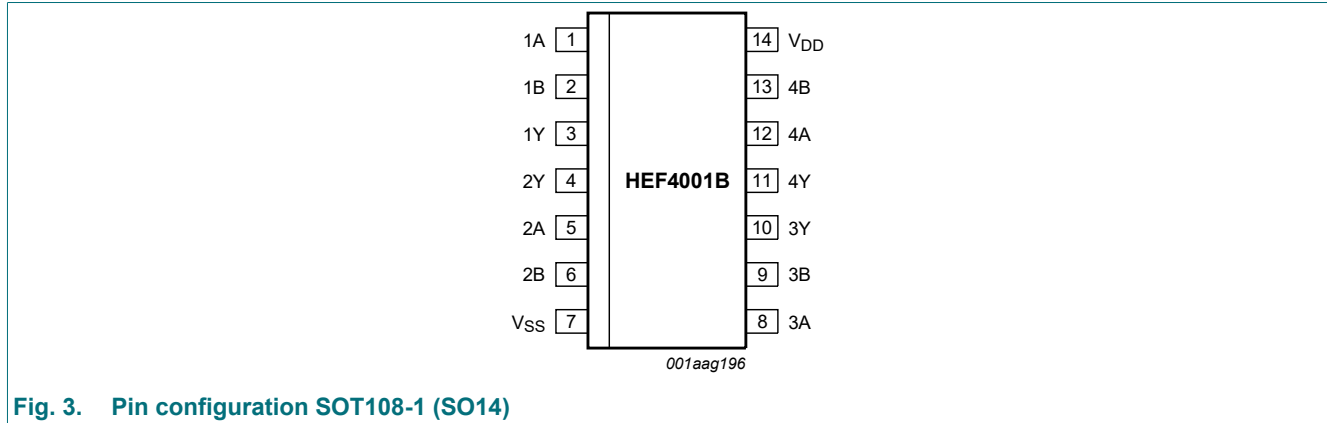 1A 1 14 VDD
1B 2 13 4B
1Y 3 12 4A
2Y 4 HEF4001B 11 4Y
2A 5 10 3Y
2B 6 9 3B
VSS 7 8 3A
001aag196
Fig. 3. Pin configuration SOT108-1 (SO14)